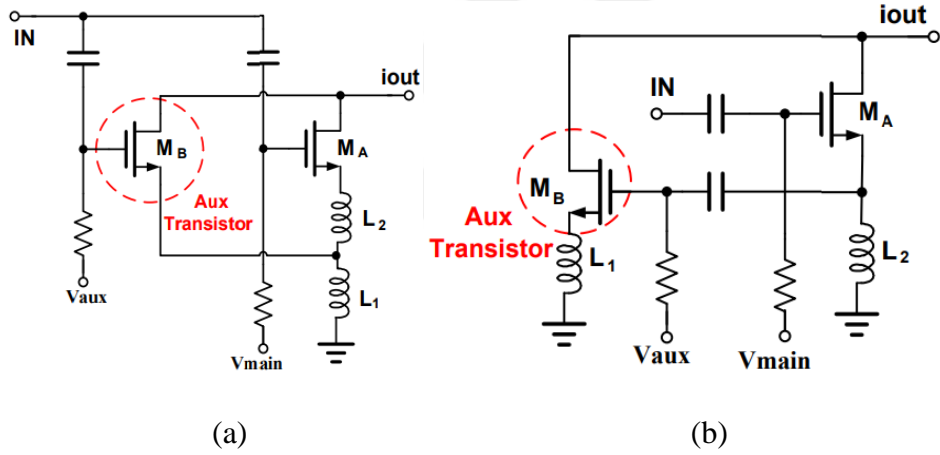 IN
iout
M B
M A
Aux
Transistor
L 2
L 1
Vaux
Vmain
(a)
iout
IN
M A
M B
Aux
Transistor
L 1
L 2
Vaux
Vmain
(b)